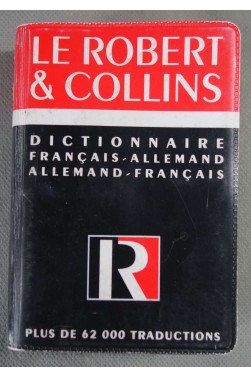 LE ROBERT
& COLLINS
DICTIONNAIRE
FRANÇAIS-ALLEMAND
ALLEMAND-FRANÇAIS
R
PLUS DE 62 000 TRADUCTIONS